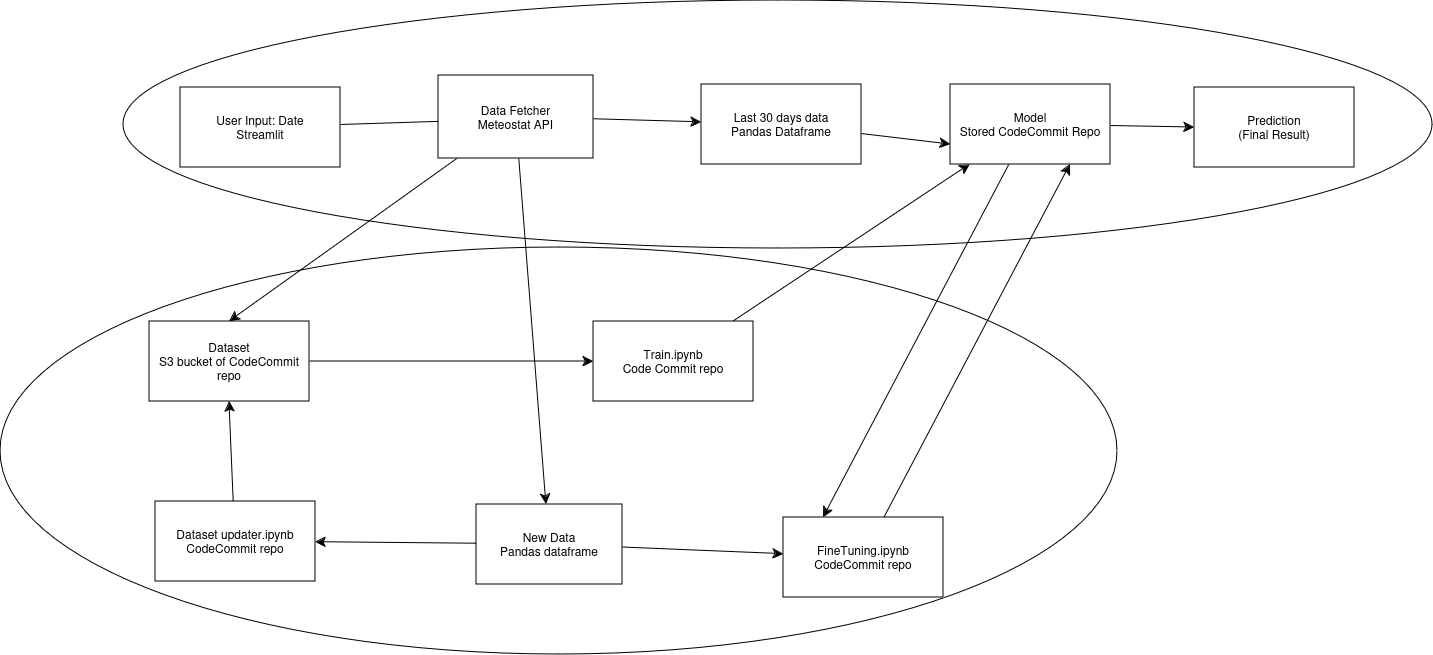 User Input: Date
Streamlit
Data Fetcher
Meteostat API
Last 30 days data
Pandas Dataframe
Model
Stored CodeCommit Repo
Prediction
(Final Result)
Dataset
S3 bucket of CodeCommit
repo
Train.ipynb
Code Commit repo
Dataset updater.ipynb
CodeCommit repo
New Data
Pandas dataframe
FineTuning.ipynb
CodeCommit repo